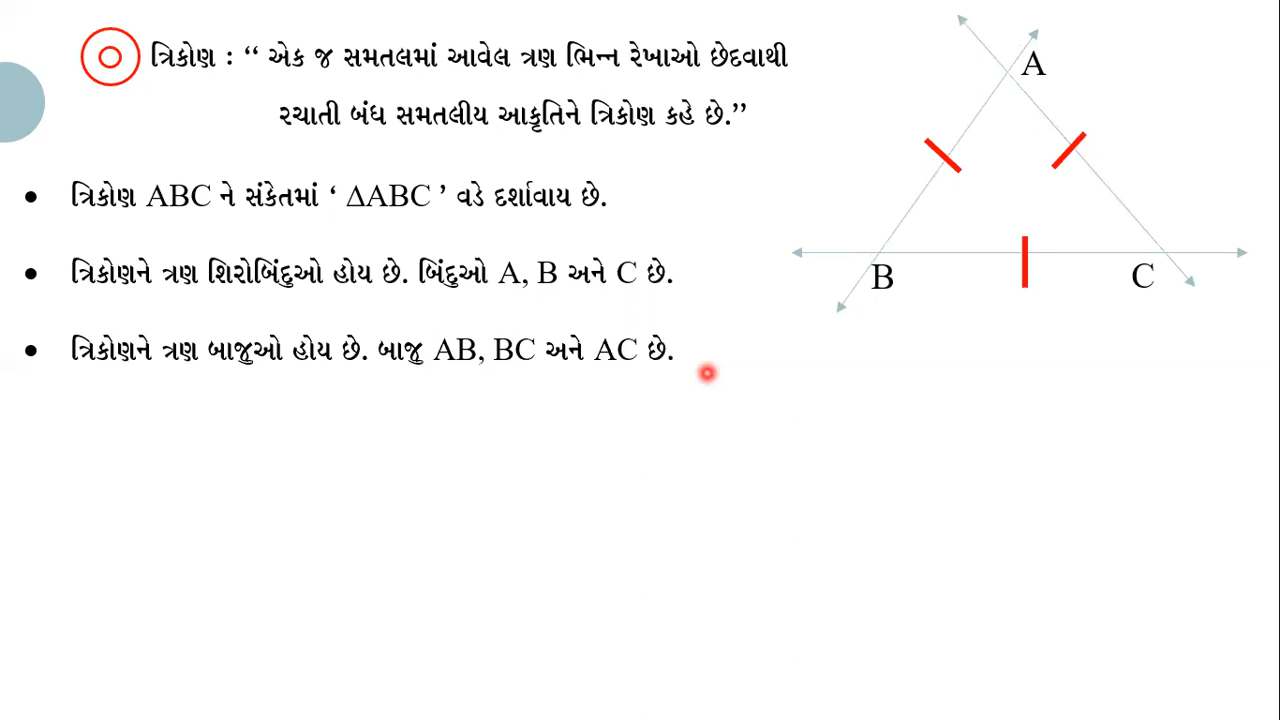 ત્રિકોણ : “ એક જ સમતલમાં આવેલ ત્રણ ભિન્ન રેખાઓ છેદવાથી
રચાતી બંધ સમતલીય આકૃતિને ત્રિકોણ કહે છે.”
• ત્રિકોણ ABC ને સંકેતમાં ‘ ΔABC ’ વડે દર્શાવાય છે.
• ત્રિકોણને ત્રણ શિરોબિંદુઓ હોય છે. બિંદુઓ A, B અને C છે.
• ત્રિકોણને ત્રણ બાજુઓ હોય છે. બાજુ AB, BC અને AC છે.
A
B
C